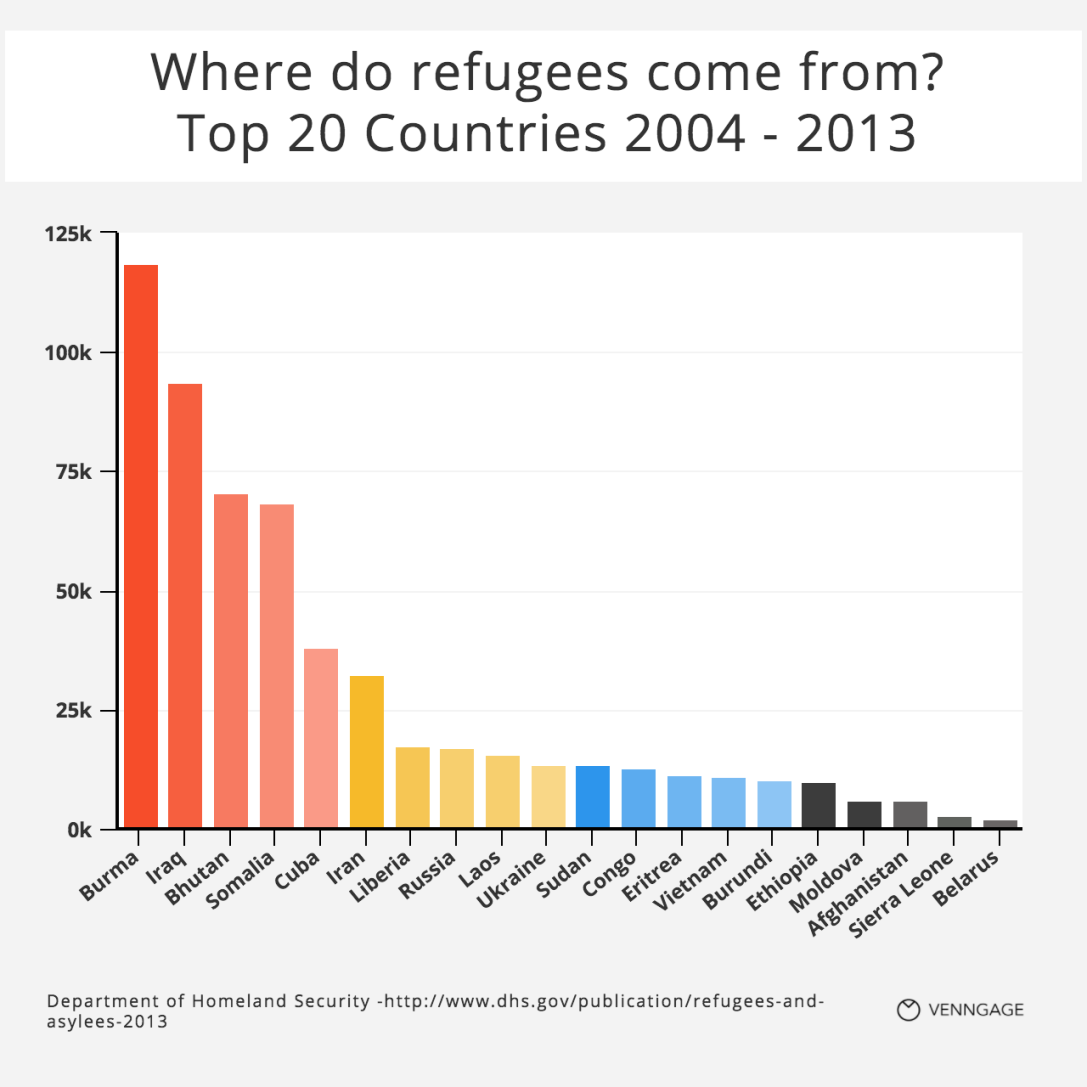 Where do refugees come from?
Top 20 Countries 2004 - 2013
125k
100k
75k
50k
25k
0k
Burma
Iraq
Bhutan
Somalia
Cuba
Iran
Liberia
Russia
Laos
Ukraine
Sudan
Congo
Eritrea
Vietnam
Burundi
Ethiopia
Moldova
Afghanistan
Sierra Leone
Belarus
Department of Homeland Security -http://www.dhs.gov/publication/refugees-and-
asylees-2013
VENNGAGE